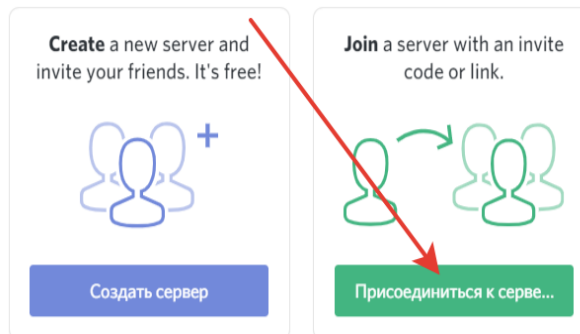 Create a new server and
invite your friends. It's free!
Создать сервер
Join a server with an invite
code or link.
Присоединиться к серве...